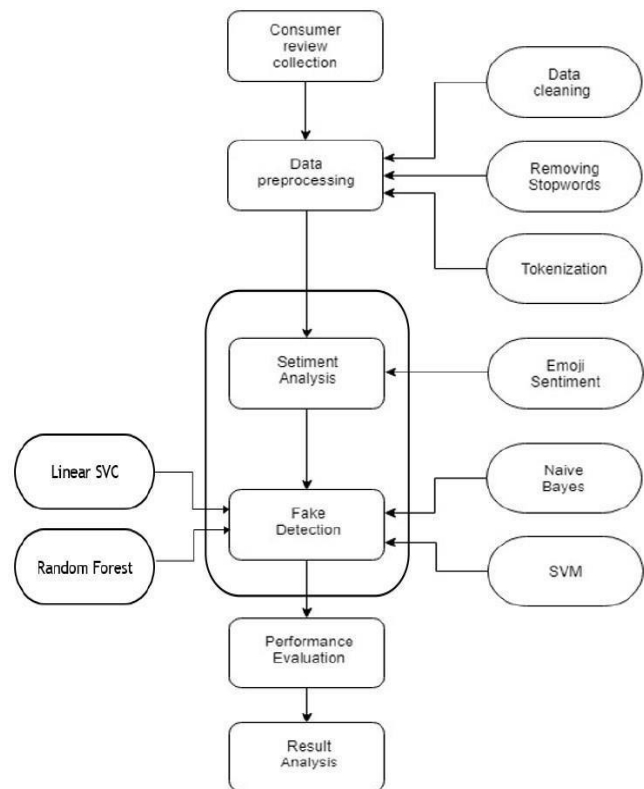 Consumer
review
collection
Data
cleaning
Data
preprocessing
Removing
Stopwords
Tokenization
Setiment
Analysis
Emoji
Sentiment
Linear SVC
Naive
Bayes
Fake
Detection
Random Forest
SVM
Performance
Evaluation
Result
Analysis